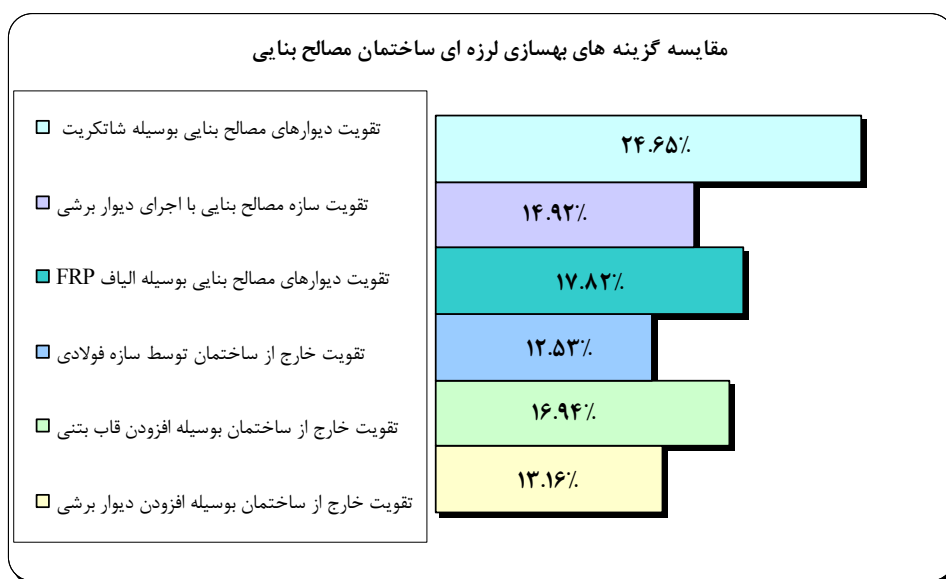 مقایسه گزینه های بهسازی لرزه ای ساختمان مصالح بنایی
تقویت دیوارهای مصالح بنایی بوسیله شاتکریت
۲۴.۶۵٪
تقویت سازه مصالح بنایی با اجرای دیوار برشی
۱۴.۹۲٪
تقویت دیوارهای مصالح بنایی بوسیله الیاف FRP
۱۷.۸۲٪
تقویت خارج از ساختمان توسط سازه فولادی
۱۲.۵۳٪
تقویت خارج از ساختمان بوسیله افزودن قاب بتنی
۱۶.۹۴٪
تقویت خارج از ساختمان بوسیله افزودن دیوار برشی
۱۳.۱۶٪